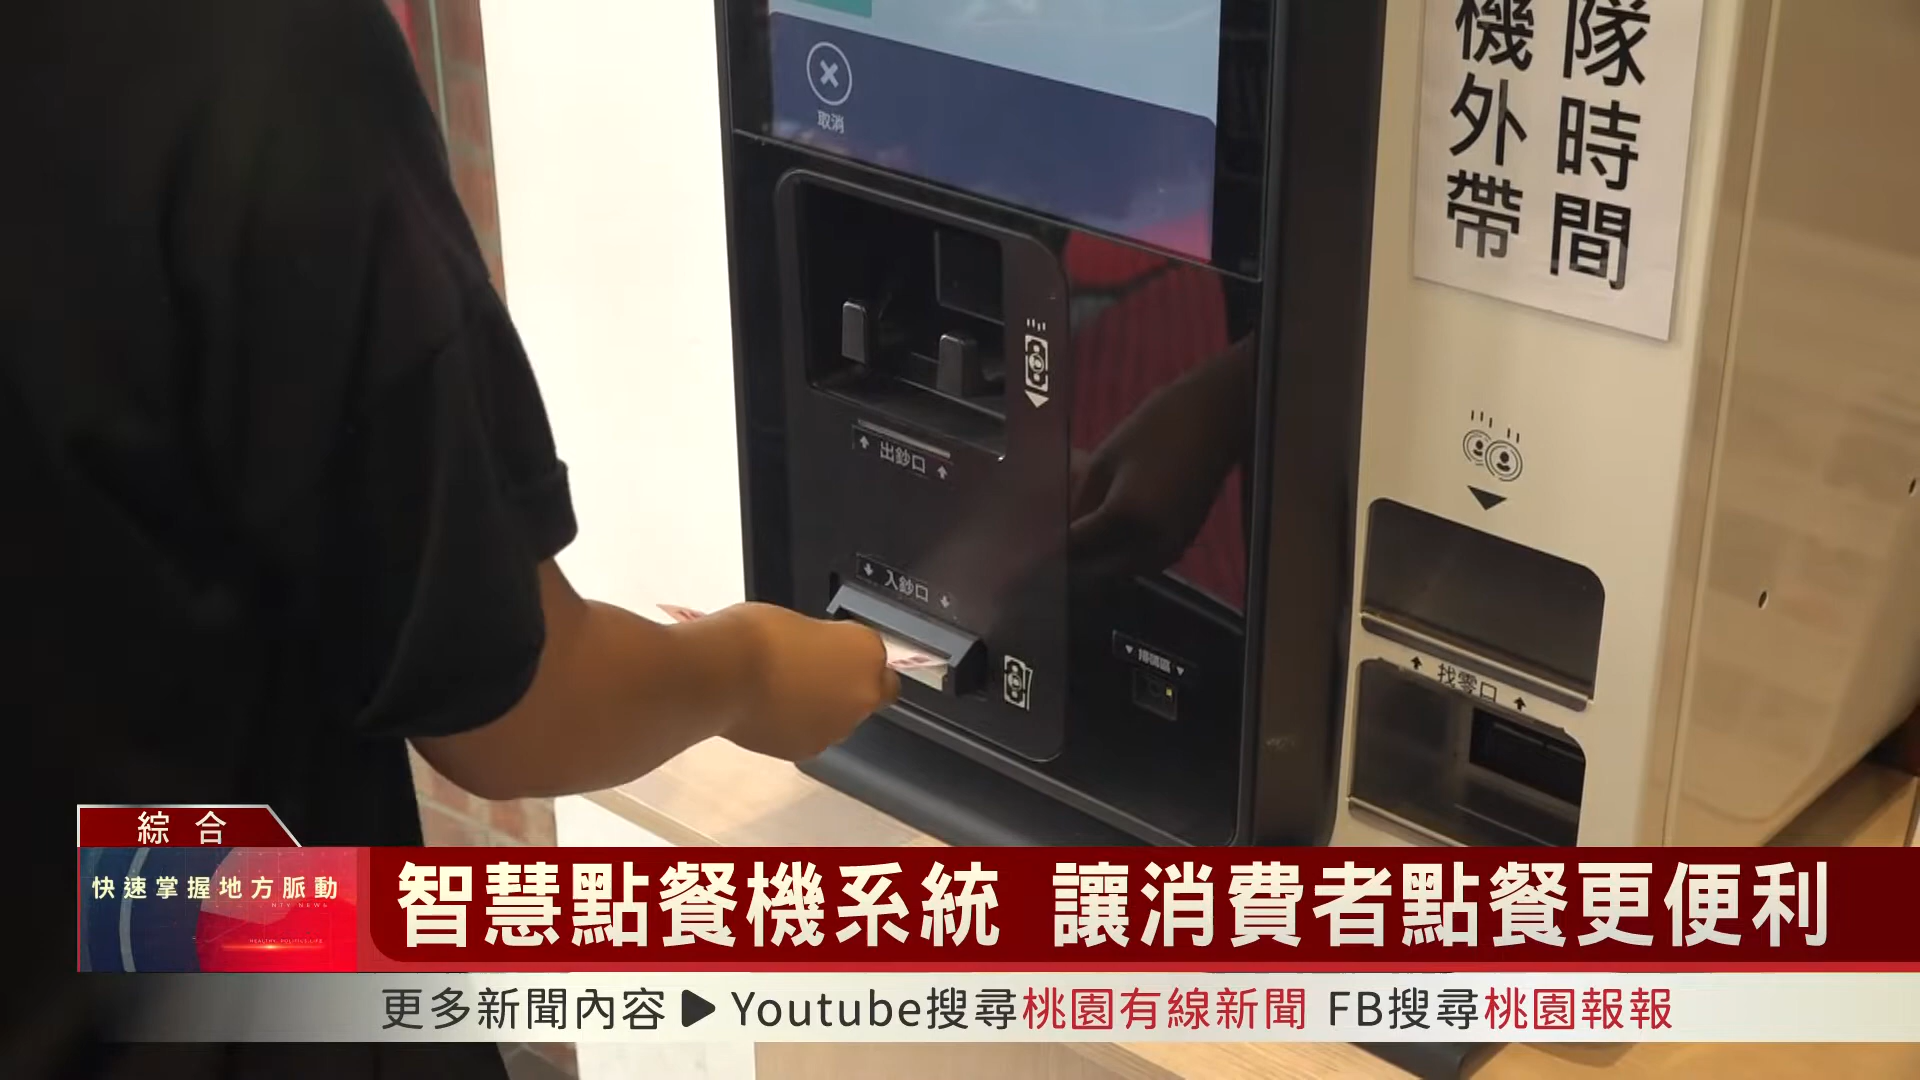 取消
隊時間
機外帶
出鈔口
入鈔口
掃碼區
找零口
綜合
快速掌握地方脈動
智慧點餐機系統 讓消費者點餐更便利
更多新聞內容▶Youtube搜尋桃園有線新聞 FB搜尋桃園報報